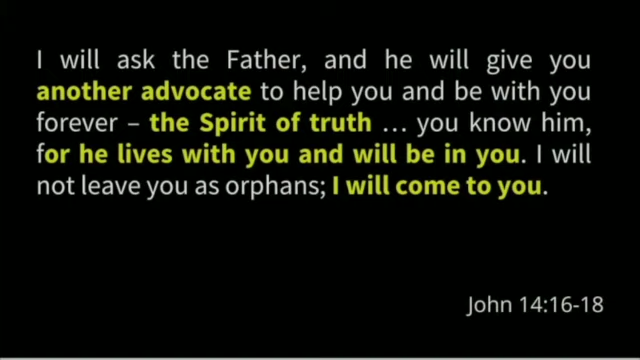 I will ask the Father, and he will give you
another advocate to help you and be with you
forever – the Spirit of truth … you know him,
for he lives with you and will be in you. I will
not leave you as orphans; I will come to you.
John 14:16-18